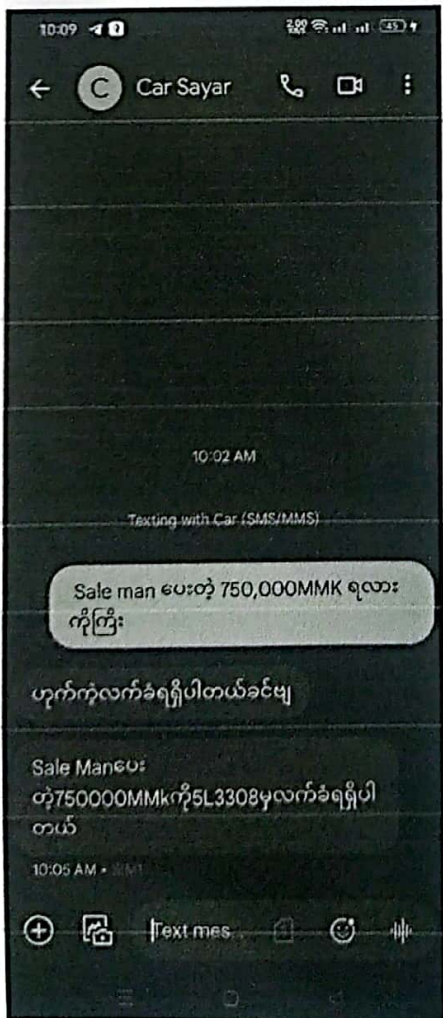 10:09
Car Sayar
10:02 AM
Texting with Car (SMS/MMS)
Sale man ပေးတဲ့ 750,000MMK ရလား
ကိုကြီး
ဟုက်ကဲ့လက်ခံရရှိပါတယ်ခင်ဗျ
Sale Manပေး
တဲ့750000MMkကို5L3308မှလက်ခံရရှိပါ
တယ်
10:05 AM •
Text mes